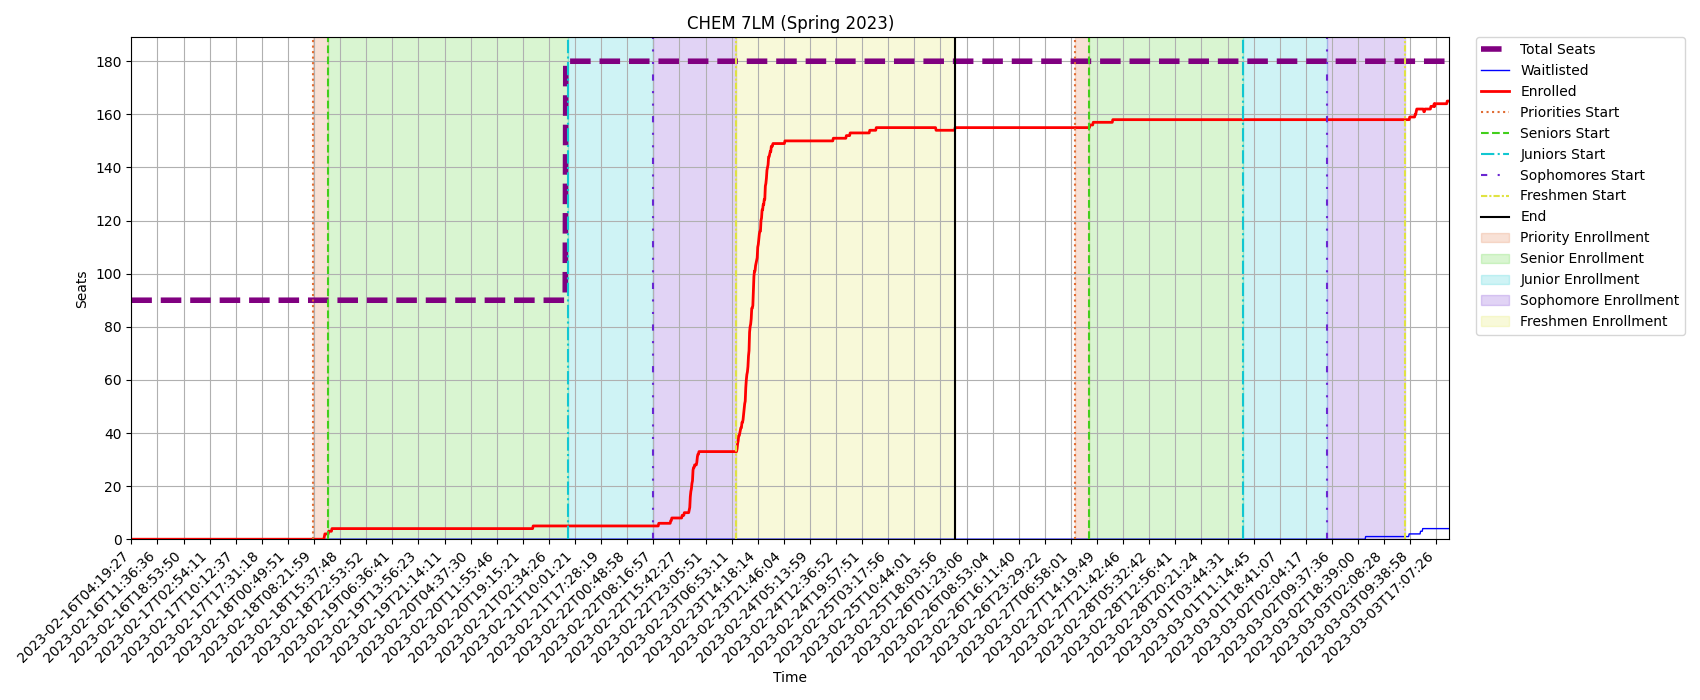 CHEM 7LM (Spring 2023)
Seats
180
160
140
120
100
80
60
40
20
0
2023-02-16T04:19:27
2023-02-16T11:36:36
2023-02-16T18:53:50
2023-02-17T02:54:11
2023-02-17T10:12:37
2023-02-17T17:31:18
2023-02-18T00:49:51
2023-02-18T08:21:59
2023-02-18T15:37:48
2023-02-18T22:53:52
2023-02-19T06:36:41
2023-02-19T13:56:23
2023-02-19T21:14:11
2023-02-20T04:37:30
2023-02-20T11:55:46
2023-02-20T19:15:21
2023-02-21T02:34:26
2023-02-21T10:01:21
2023-02-21T17:28:19
2023-02-22T00:48:56
2023-02-22T08:16:57
2023-02-22T15:42:27
2023-02-22T23:05:51
2023-02-23T06:53:11
2023-02-23T14:18:14
2023-02-23T21:46:04
2023-02-24T05:13:59
2023-02-24T12:36:52
2023-02-24T19:57:51
2023-02-25T03:17:56
2023-02-25T10:44:01
2023-02-25T18:03:56
2023-02-26T01:23:06
2023-02-26T08:53:04
2023-02-26T16:11:40
2023-02-26T23:29:22
2023-02-27T06:58:01
2023-02-27T14:19:49
2023-02-27T21:42:46
2023-02-28T05:32:42
2023-02-28T12:56:41
2023-02-28T20:21:24
2023-03-01T03:44:31
2023-03-01T11:14:45
2023-03-01T18:41:07
2023-03-02T02:04:17
2023-03-02T09:37:36
2023-03-02T18:39:00
2023-03-03T02:08:28
2023-03-03T09:38:58
2023-03-03T17:07:26
Time
Total Seats
Waitlisted
Enrolled
Priorities Start
Seniors Start
Juniors Start
Sophomores Start
Freshmen Start
End
Priority Enrollment
Senior Enrollment
Junior Enrollment
Sophomore Enrollment
Freshmen Enrollment